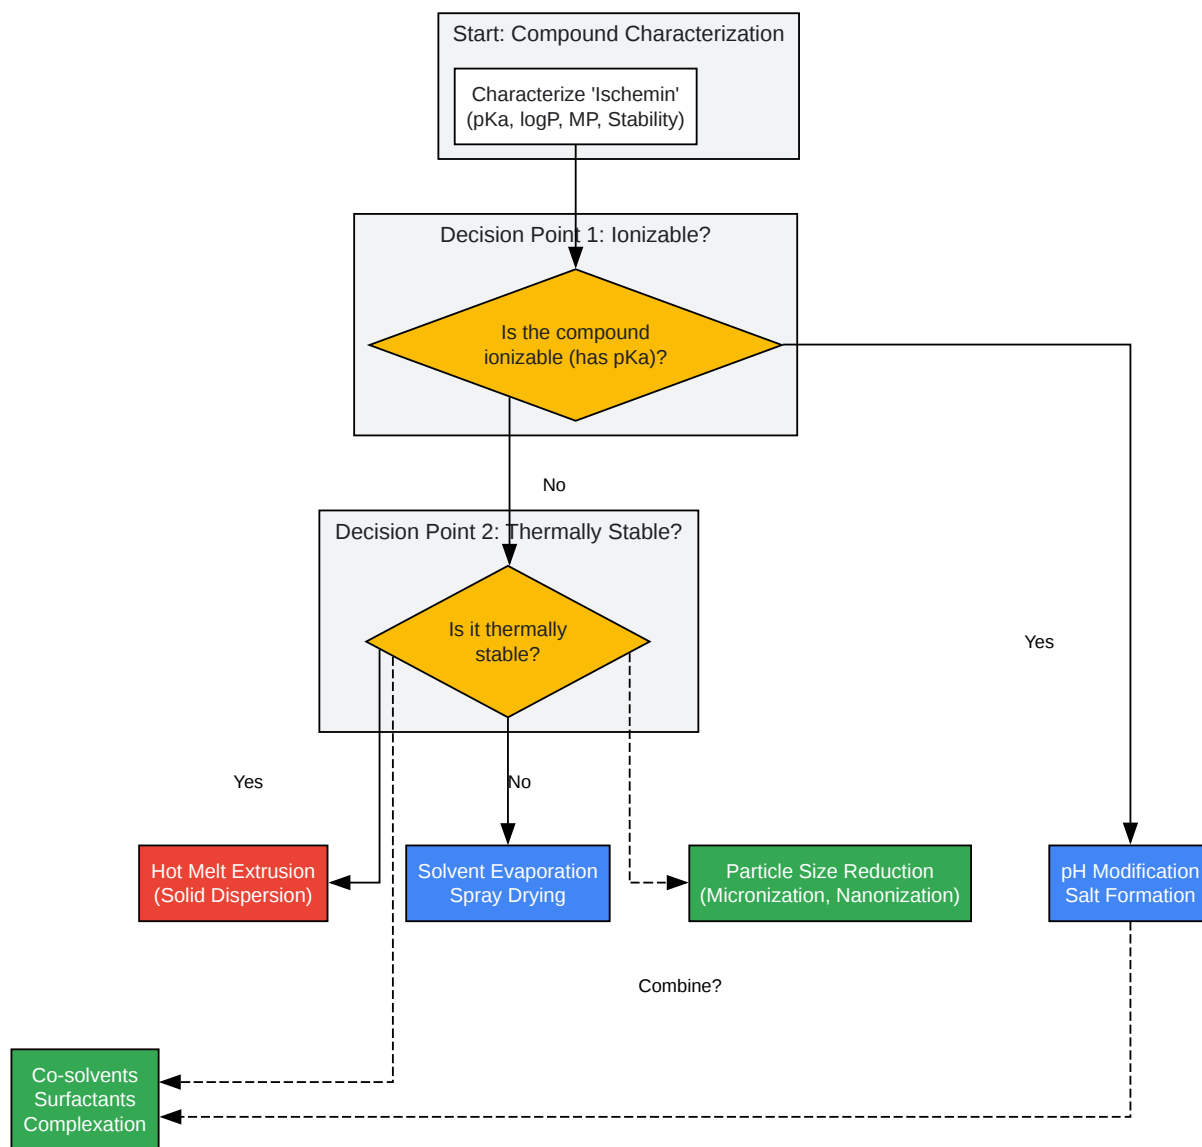 Start: Compound Characterization
Characterize 'Ischemin'
(pKa, logP, MP, Stability)
Decision Point 1: Ionizable?
Is the compound
ionizable (has pKa)?
No
Decision Point 2: Thermally Stable?
Is it thermally
stable?
Yes
Yes
No
Hot Melt Extrusion
(Solid Dispersion)
Solvent Evaporation
Spray Drying
Particle Size Reduction
(Micronization, Nanonization)
pH Modification
Salt Formation
Combine?
Co-solvents
Surfactants
Complexation